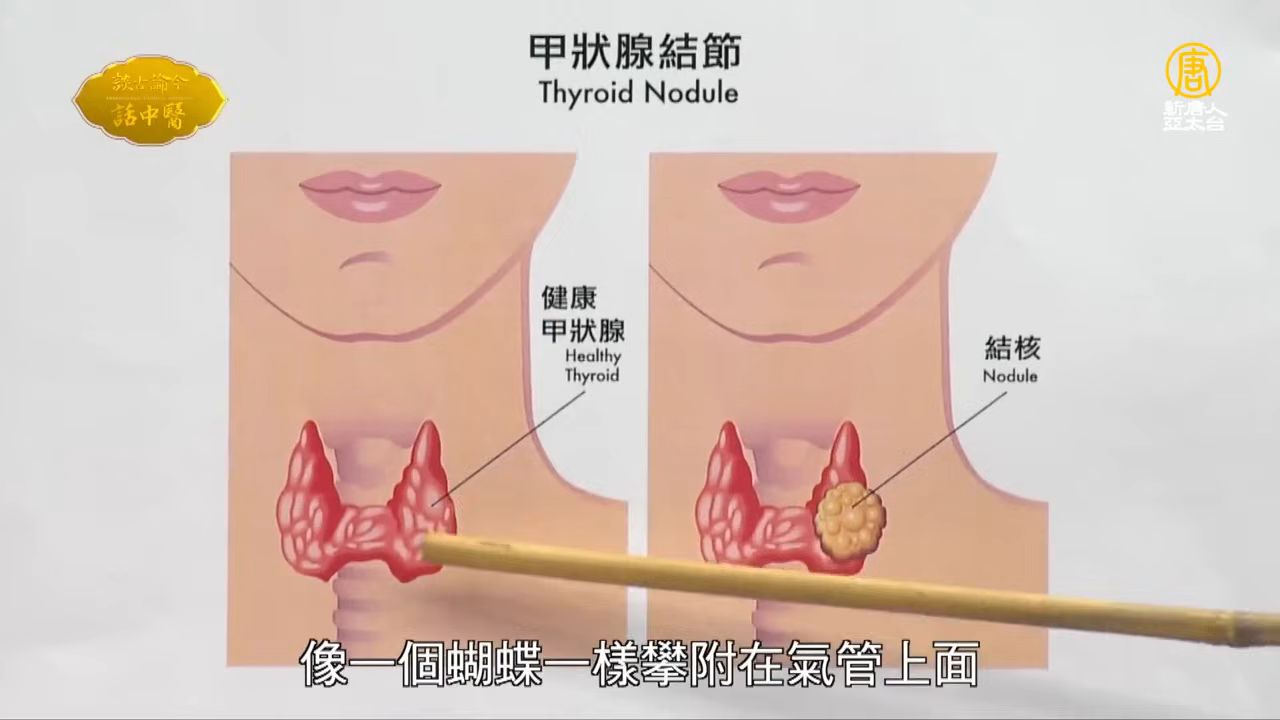 甲狀腺結節
Thyroid Nodule
談古論今
話中醫
唐
新唐人
亞太台
健康
甲狀腺
Healthy
Thyroid
結核
Nodule
像一個蝴蝶一樣攀附在氣管上面